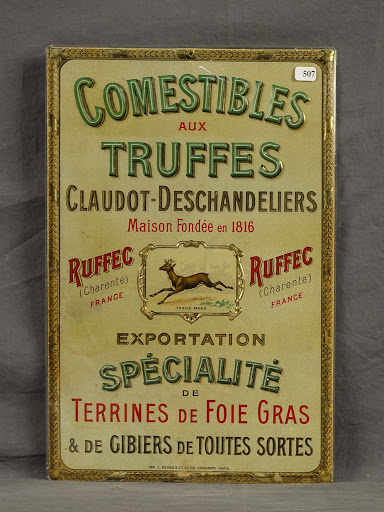 507
COMESTIBLES
AUX
TRUFFES
CLAUDOT-DESCHANDELIERS
Maison Fondée en 1816
RUFFEC
(Charente)
FRANCE
TRADE MARK
RUFFEC
(Charente)
FRANCE
EXPORTATION
SPÉCIALITÉ
DE
TERRINES DE FOIE GRAS
& DE GIBIERS DE TOUTES SORTES